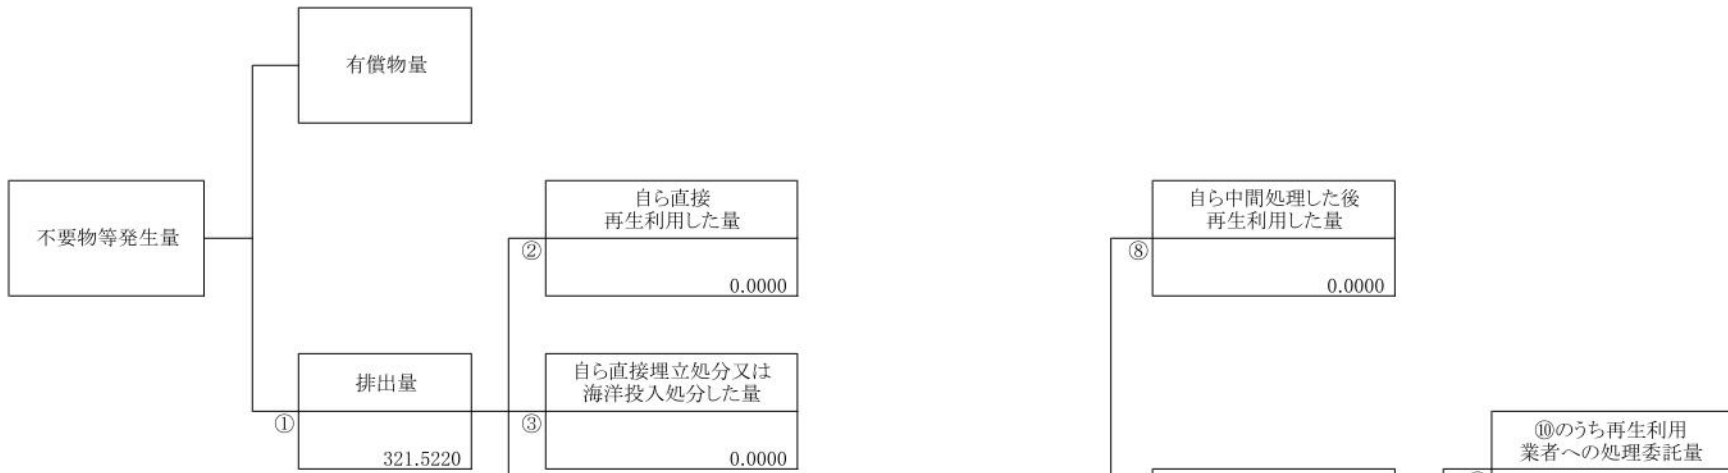 有償物量
不要物等発生量
自ら直接
再生利用した量
②
0.0000
自ら中間処理した後
再生利用した量
⑧
0.0000
排出量
①
321.5220
自ら直接埋立処分又は
海洋投入処分した量
③
0.0000
⑩のうち再生利用
業者への処理委託量